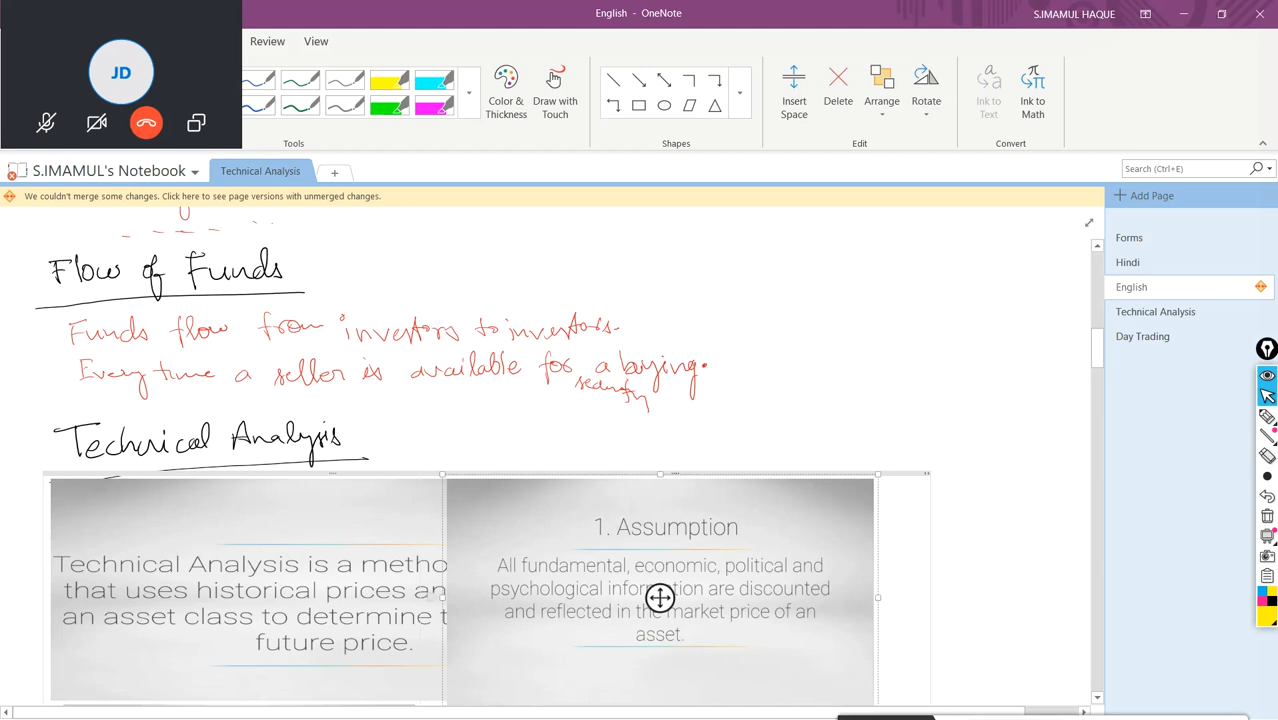 English - OneNote
S.IMAMUL HAQUE
JD
Review
View
Color & Thickness
Draw with Touch
Insert Space
Delete
Arrange
Rotate
Ink to Text
Ink to Math
Tools
Shapes
Edit
Convert
S.IMAMUL's Notebook
Technical Analysis
Search (Ctrl+E)
We couldn't merge some changes. Click here to see page versions with unmerged changes.
Add Page
Forms
Hindi
English
Technical Analysis
Day Trading
Flow of Funds
Funds flow from investors to investors.
Every time a seller is available for a buying.
security
Technical Analysis
Technical Analysis is a metho
that uses historical prices an
an asset class to determine t
future price.
1. Assumption
All fundamental, economic, political and
psychological information are discounted
and reflected in the market price of an
asset.